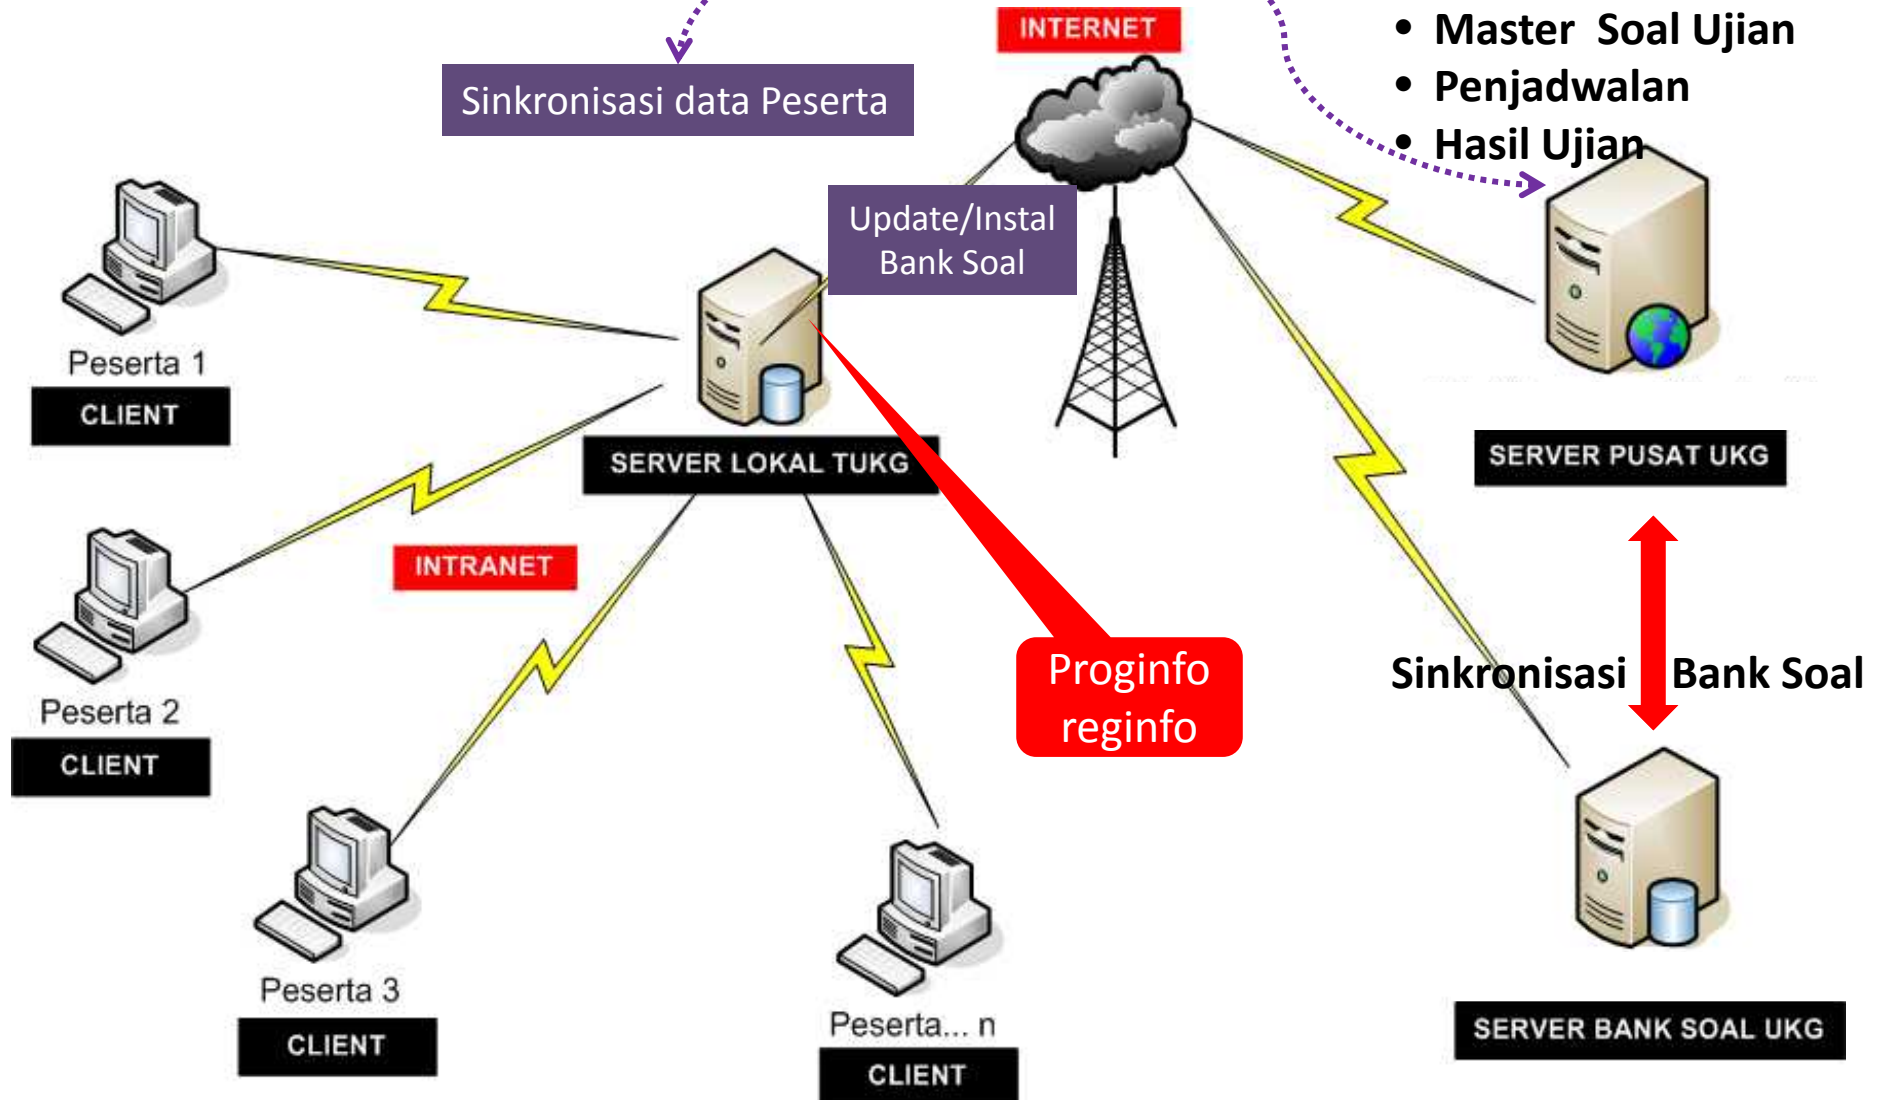 INTERNET
• Master Soal Ujian
• Penjadwalan
• Hasil Ujian
Sinkronisasi data Peserta
Update/Instal
Bank Soal
Peserta 1
CLIENT
SERVER LOKAL TUKG
SERVER PUSAT UKG
INTRANET
Peserta 2
CLIENT
Proginfo
reginfo
Sinkronisasi Bank Soal
Peserta 3
CLIENT
Peserta... n
CLIENT
SERVER BANK SOAL UKG